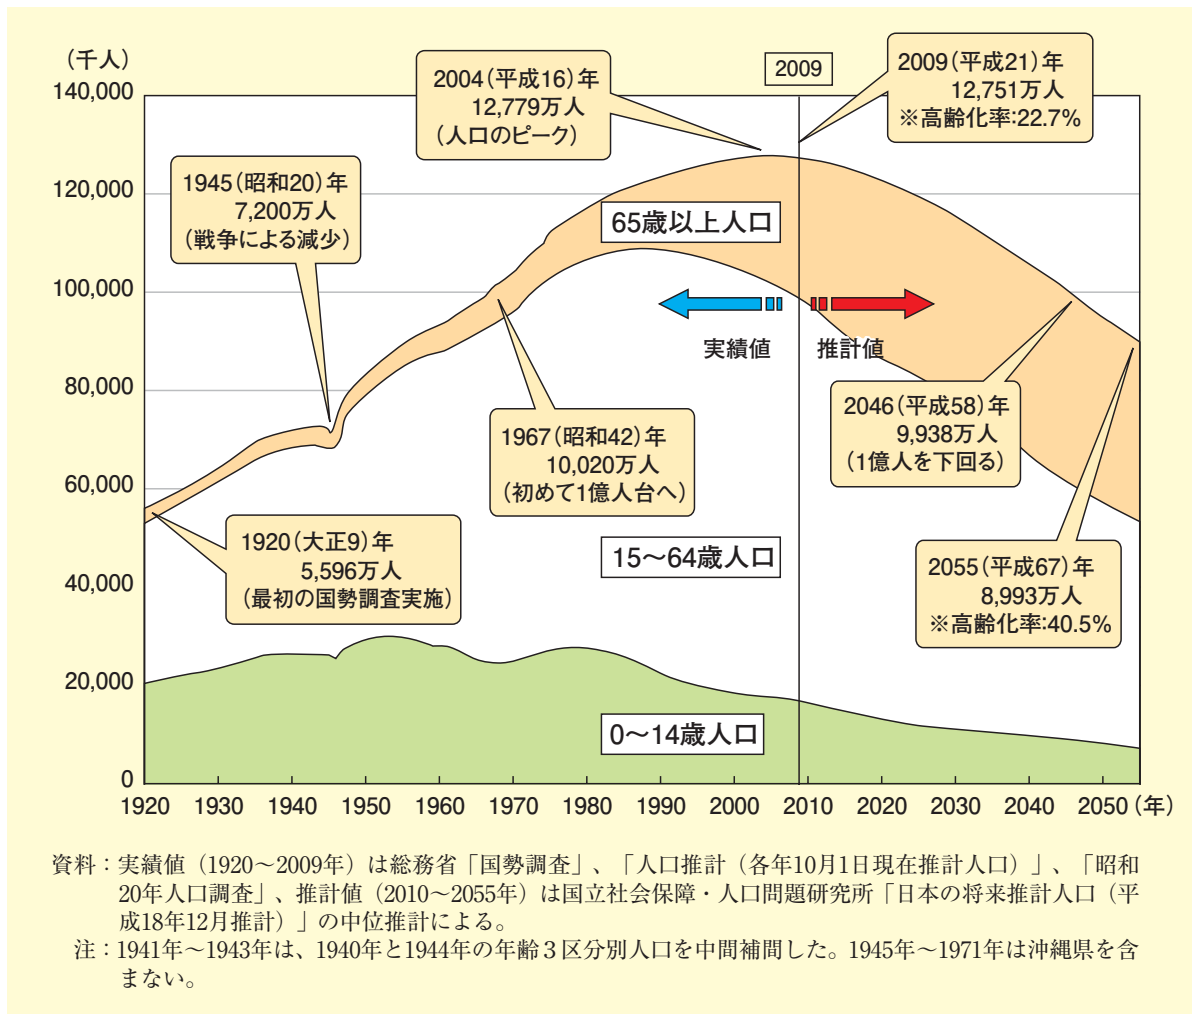 （千人）
140,000
120,000
100,000
80,000
60,000
40,000
20,000
0
1920 1930 1940 1950 1960 1970 1980 1990 2000 2010 2020 2030 2040 2050（年）
2009
2004（平成16）年
12,779万人
（人口のピーク）
2009（平成21）年
12,751万人
※高齢化率:22.7%
1945（昭和20）年
7,200万人
（戦争による減少）
65歳以上人口
実績値
推計値
1967（昭和42）年
10,020万人
（初めて1億人台へ）
2046（平成58）年
9,938万人
（1億人を下回る）
1920（大正9）年
5,596万人
（最初の国勢調査実施）
15〜64歳人口
2055（平成67）年
8,993万人
※高齢化率:40.5%
0〜14歳人口
資料：実績値（1920〜2009年）は総務省「国勢調査」、「人口推計（各年10月1日現在推計人口）」、「昭和
20年人口調査」、推計値（2010〜2055年）は国立社会保障・人口問題研究所「日本の将来推計人口（平
成18年12月推計）」の中位推計による。
注：1941年〜1943年は、1940年と1944年の年齢３区分別人口を中間補間した。1945年〜1971年は沖縄県を含
まない。